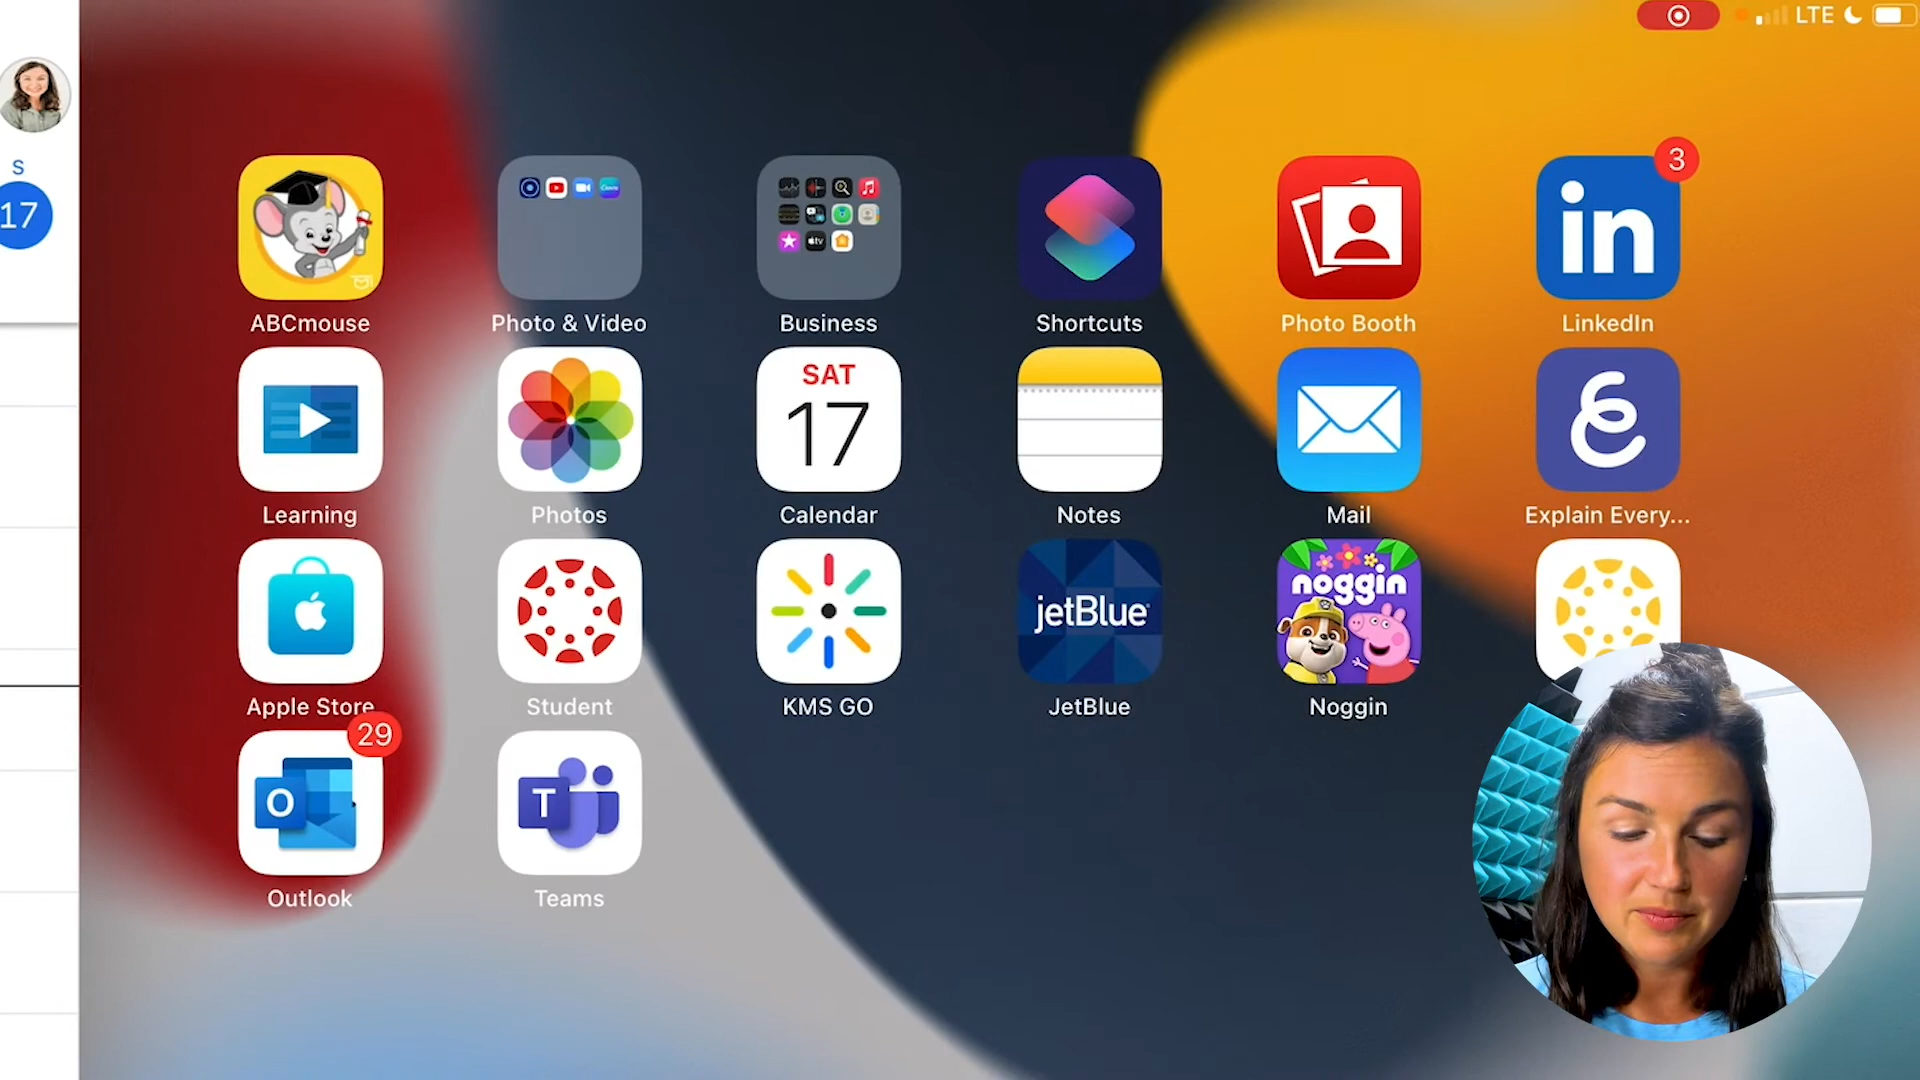 LTE
S
17
3
in
ABCmouse
Photo & Video
Business
Shortcuts
Photo Booth
LinkedIn
SAT
17
Learning
Photos
Calendar
Notes
Mail
Explain Every...
jetBlue
noggin
Apple Store
Student
KMS GO
JetBlue
Noggin
29
O
T
Outlook
Teams